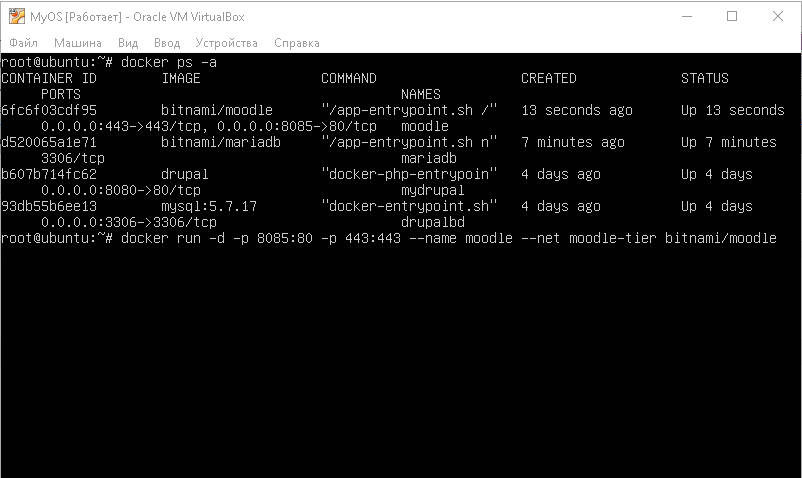 MyOS [Работает] - Oracle VM VirtualBox
Файл Машина Вид Ввод Устройства Справка
root@ubuntu:~# docker ps -a
CONTAINER ID IMAGE COMMAND CREATED STATUS
PORTS NAMES
6fc6f03cdf95 bitnami/moodle "/app-entrypoint.sh /" 13 seconds ago Up 13 seconds
0.0.0.0:443->443/tcp, 0.0.0.0:8085->80/tcp moodle
d520065a1e71 bitnami/mariadb "/app-entrypoint.sh n" 7 minutes ago Up 7 minutes
3306/tcp mariadb
b607b714fc62 drupal "docker-php-entrypoin" 4 days ago Up 4 days
0.0.0.0:8080->80/tcp mydrupal
93db55b6ee13 mysql:5.7.17 "docker-entrypoint.sh" 4 days ago Up 4 days
0.0.0.0:3306->3306/tcp drupalbd
root@ubuntu:~# docker run -d -p 8085:80 -p 443:443 --name moodle --net moodle-tier bitnami/moodle